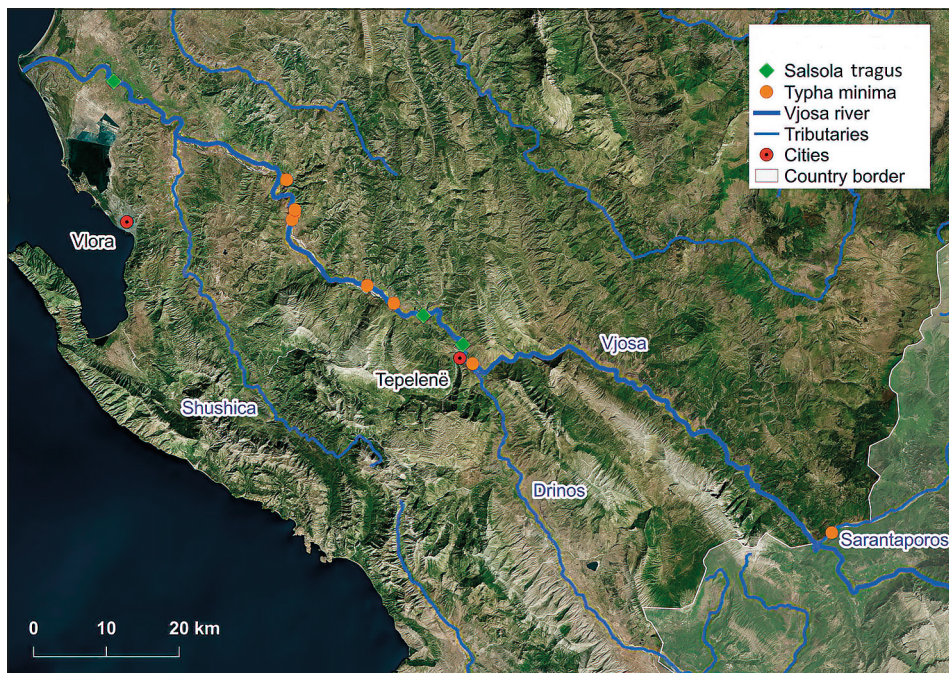 Salsola tragus
Typha minima
Vjosa river
Tributaries
Cities
Country border
Vlora
Vjosa
Tepelenë
Shushica
Drinos
Sarantaporos
0 10 20 km